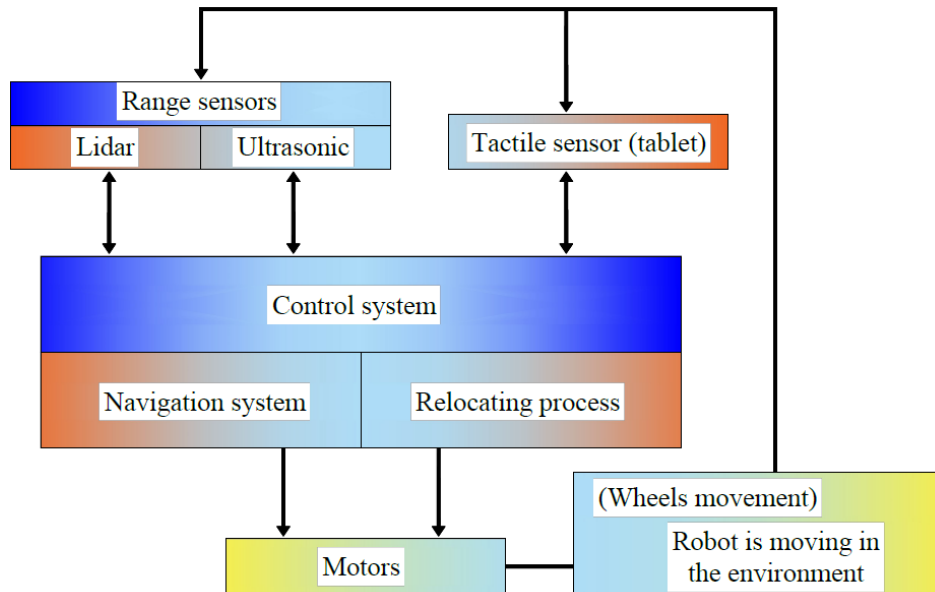 Range sensors
Lidar
Ultrasonic
Tactile sensor (tablet)
Control system
Navigation system
Relocating process
(Wheels movement)
Robot is moving in
the environment
Motors